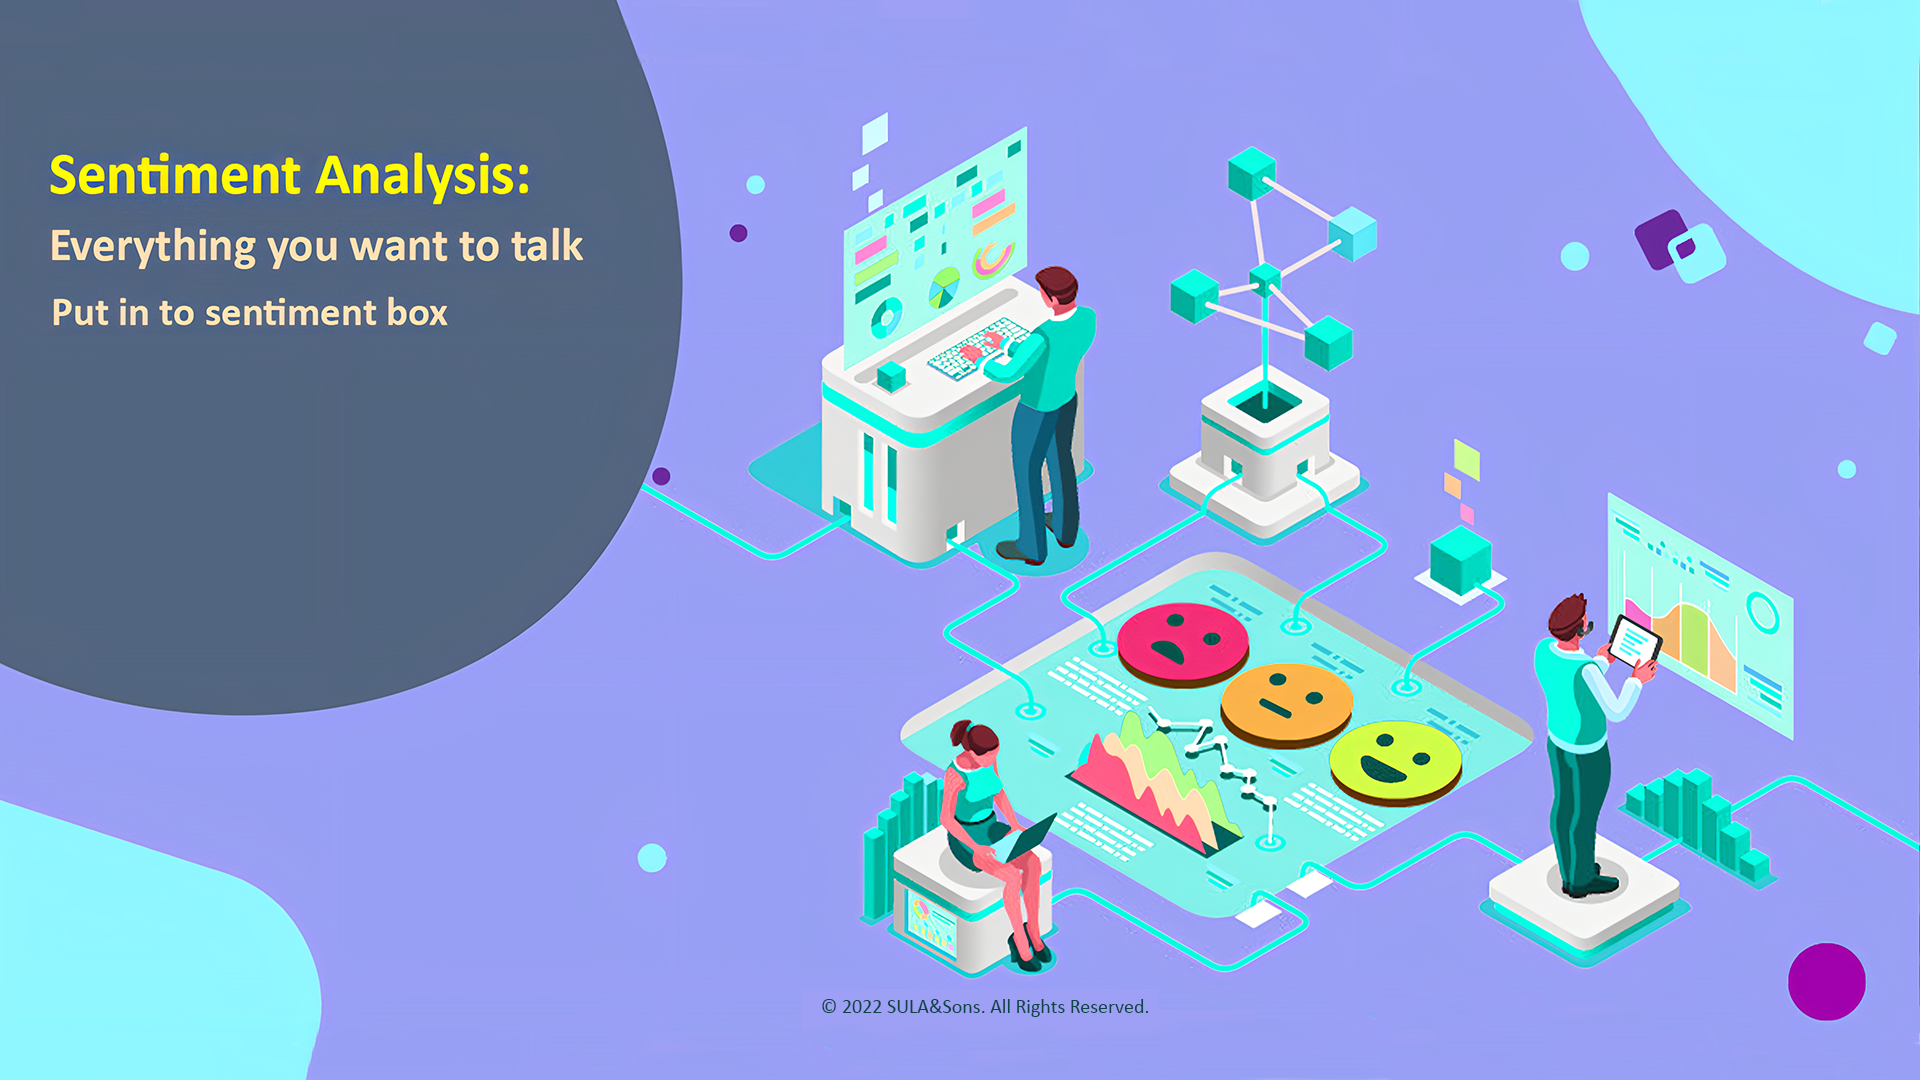 Sentiment Analysis:
Everything you want to talk
Put in to sentiment box
© 2022 SULA&Sons. All Rights Reserved.